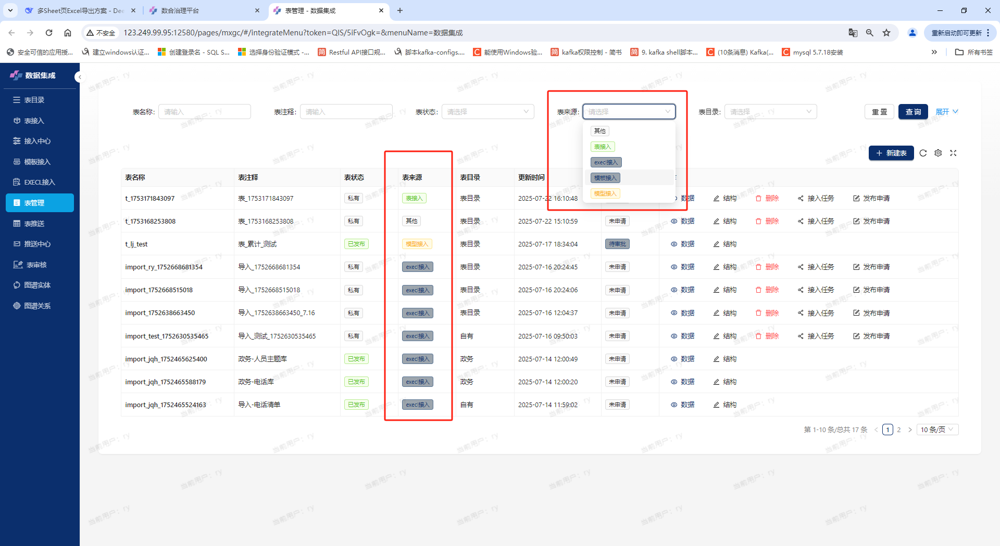 多Sheet页Excel导出方案 - Dee
数合治理平台
表管理 - 数据集成
不安全
123.249.99.95:12580/pages/mxgc/#/integrateMenu?token=QIS/5iFvOgk=&menuName=数据集成
重新启动即可更新
安全可信的应用授...
建立windows认证...
创建登录名 - SQL S...
选择身份验证模式 -...
Restful API接口规...
脚本kafka-configs....
能使用Windows验...
kafka权限控制 - 简书
9. kafka shell脚本...
(10条消息) Kafka(...
mysql 5.7.18安装
所有书签
数据集成
表目录
表接入
接入中心
模板接入
EXECL接入
表管理
表推送
推送中心
表审核
图谱实体
图谱关系
表名称: 请输入
表注释: 请输入
表状态: 请选择
表来源: 请选择
表目录: 请选择
重 置
查 询
展开
其他
表接入
execl接入
模板接入
模型接入
新建表
表名称 表注释 表状态 表来源 表目录 更新时间
t_1753171843097 表_1753171843097 私有 表接入 表目录 2025-07-22 16:10:48 数据 结构 删除 接入任务 发布申请
t_1753168253808 表_1753168253808 私有 其他 表目录 2025-07-22 15:10:59 未申请 数据 结构 删除 接入任务 发布申请
t_lj_test 表_累计_测试 已发布 模型接入 表目录 2025-07-17 18:34:04 待审批 数据 结构
import_ry_1752668681354 导入_1752668681354 私有 execl接入 表目录 2025-07-16 20:24:45 未申请 数据 结构 删除 接入任务 发布申请
import_1752668515018 导入_1752668515018 私有 execl接入 表目录 2025-07-16 20:24:06 未申请 数据 结构 删除 接入任务 发布申请
import_1752638663450 导入_1752638663450_7.16 私有 execl接入 表目录 2025-07-16 12:04:37 未申请 数据 结构 删除 接入任务 发布申请
import_test_1752630535465 导入_测试_1752630535465 私有 execl接入 自有 2025-07-16 09:50:03 未申请 数据 结构 删除 接入任务 发布申请
import_jqh_1752465625400 政务-人员主题库 已发布 execl接入 政务 2025-07-14 12:00:49 未申请 数据 结构
import_jqh_1752465588179 政务-电话库 已发布 execl接入 政务 2025-07-14 12:00:20 未申请 数据 结构
import_jqh_1752465524163 导入-电话清单 已发布 execl接入 自有 2025-07-14 11:59:02 未申请 数据 结构
第 1-10 条/总共 17 条 < 1 2 > 10 条/页
当前用户：ry